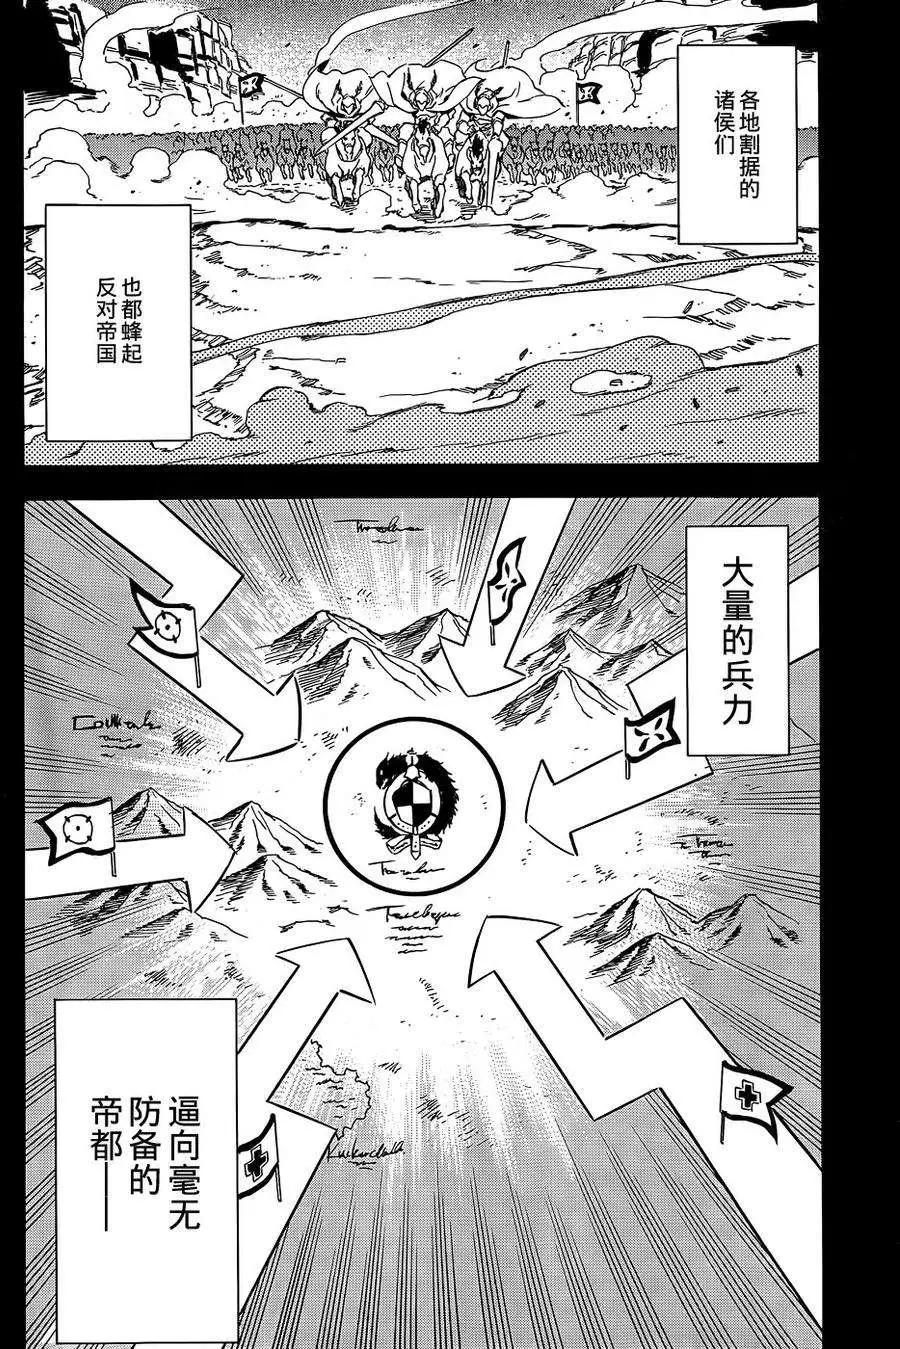 各地割据的
诸侯们
也都蜂起
反对帝国
大量的兵力
逼向毫无
防备的
帝都——